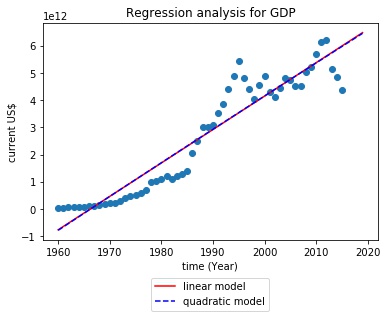 Regression analysis for GDP
1e12
6
5
4
3
2
1
0
−1
current US$
1960 1970 1980 1990 2000 2010 2020
time (Year)
linear model
quadratic model